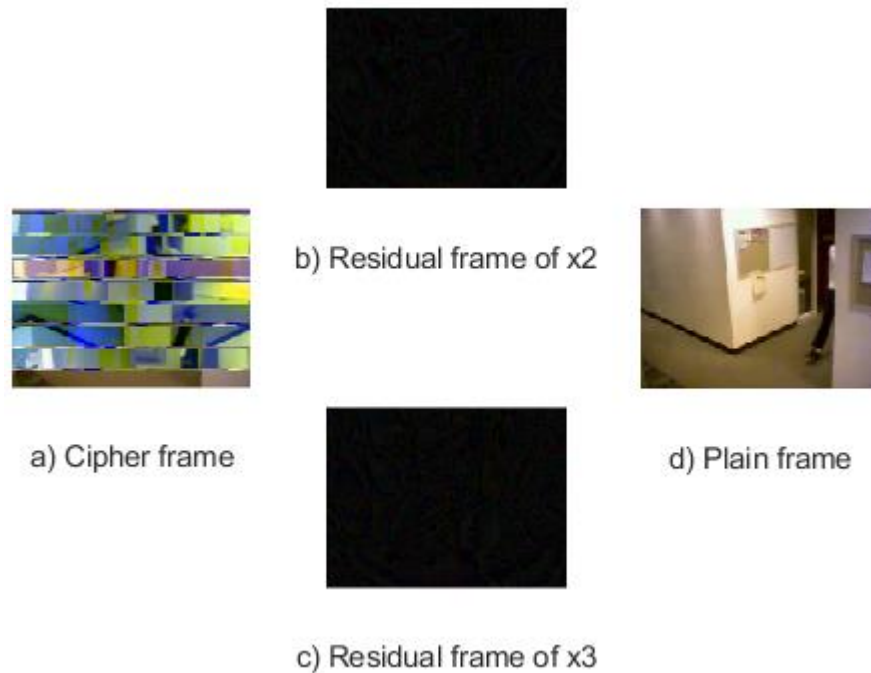 b) Residual frame of x2
a) Cipher frame
d) Plain frame
c) Residual frame of x3